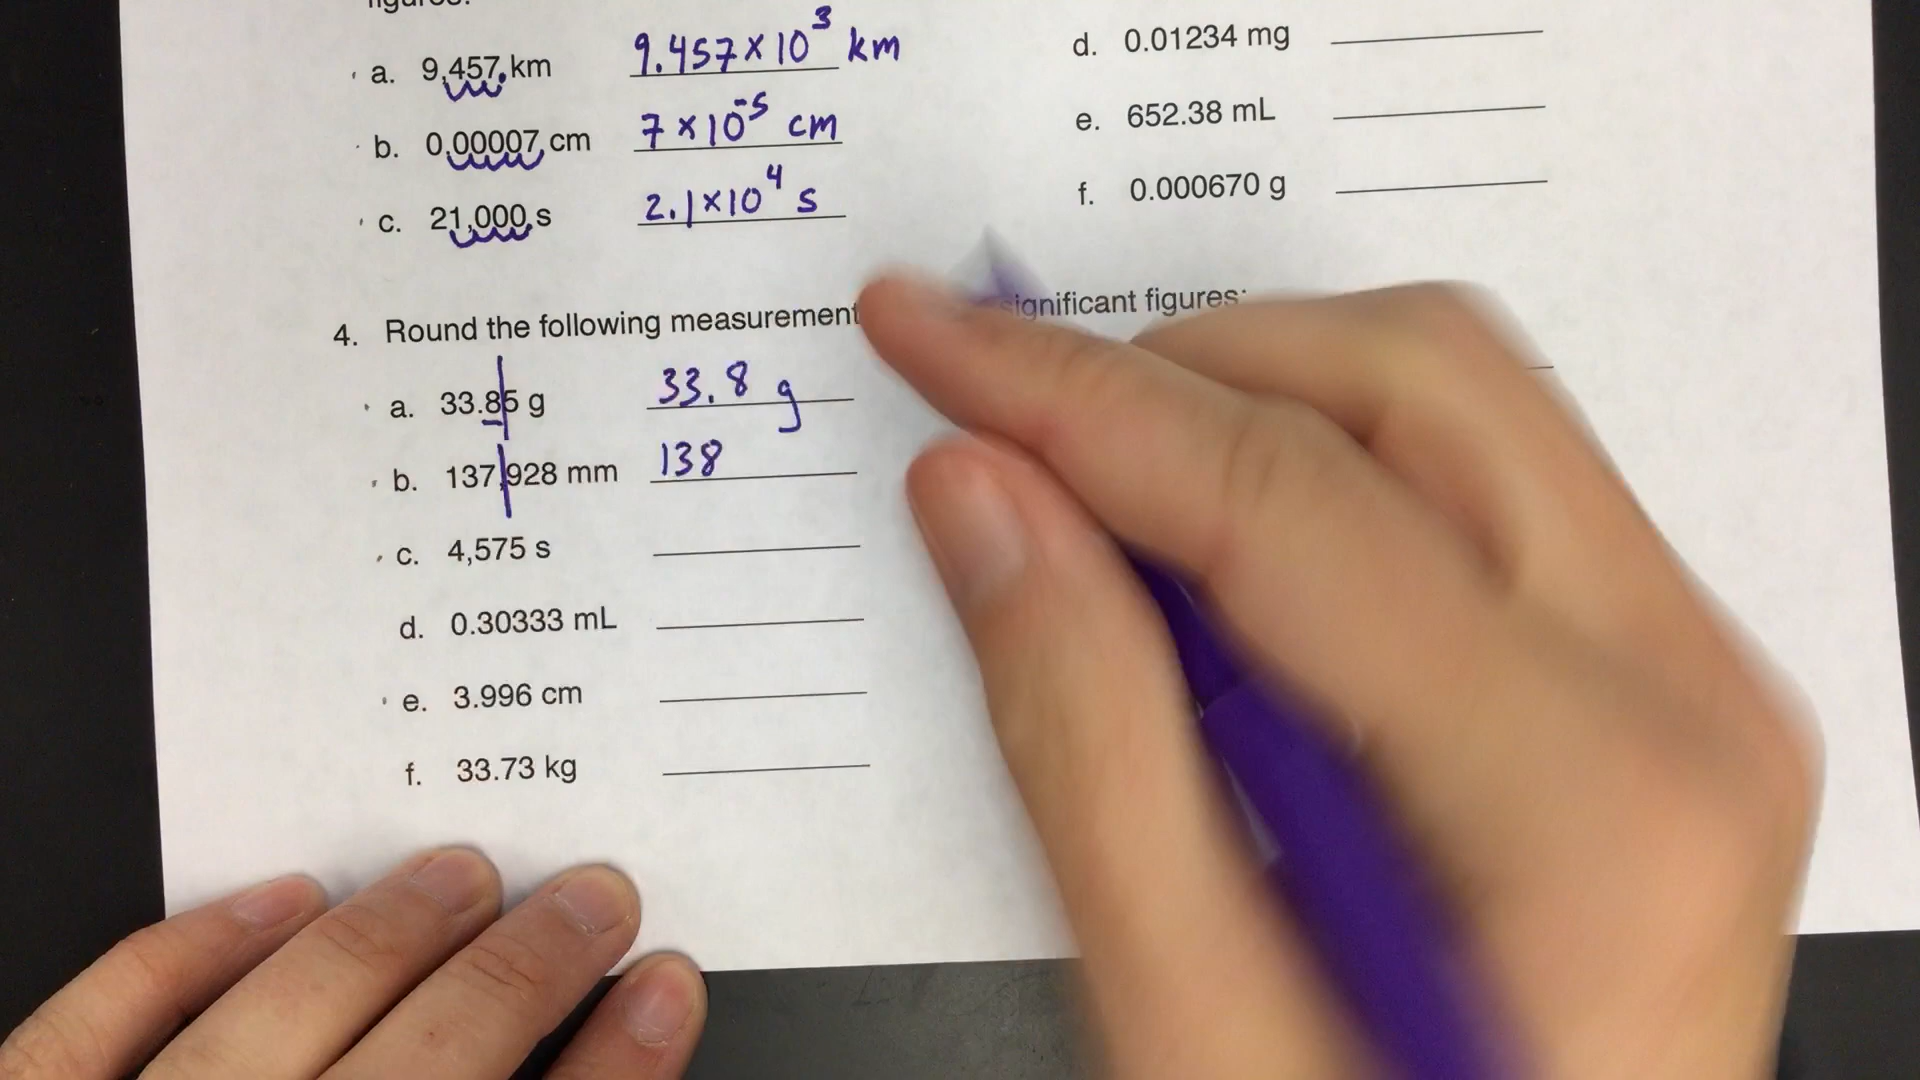 figures:
a. 9,457 km 9.457 x 10³ km
b. 0.00007 cm 7 x 10⁻⁵ cm
c. 21,000 s 2.1 x 10⁴ s
d. 0.01234 mg
e. 652.38 mL
f. 0.000670 g
4. Round the following measurement significant figures:
a. 33.85 g 33.8 g
b. 137,928 mm 138
c. 4,575 s
d. 0.30333 mL
e. 3.996 cm
f. 33.73 kg